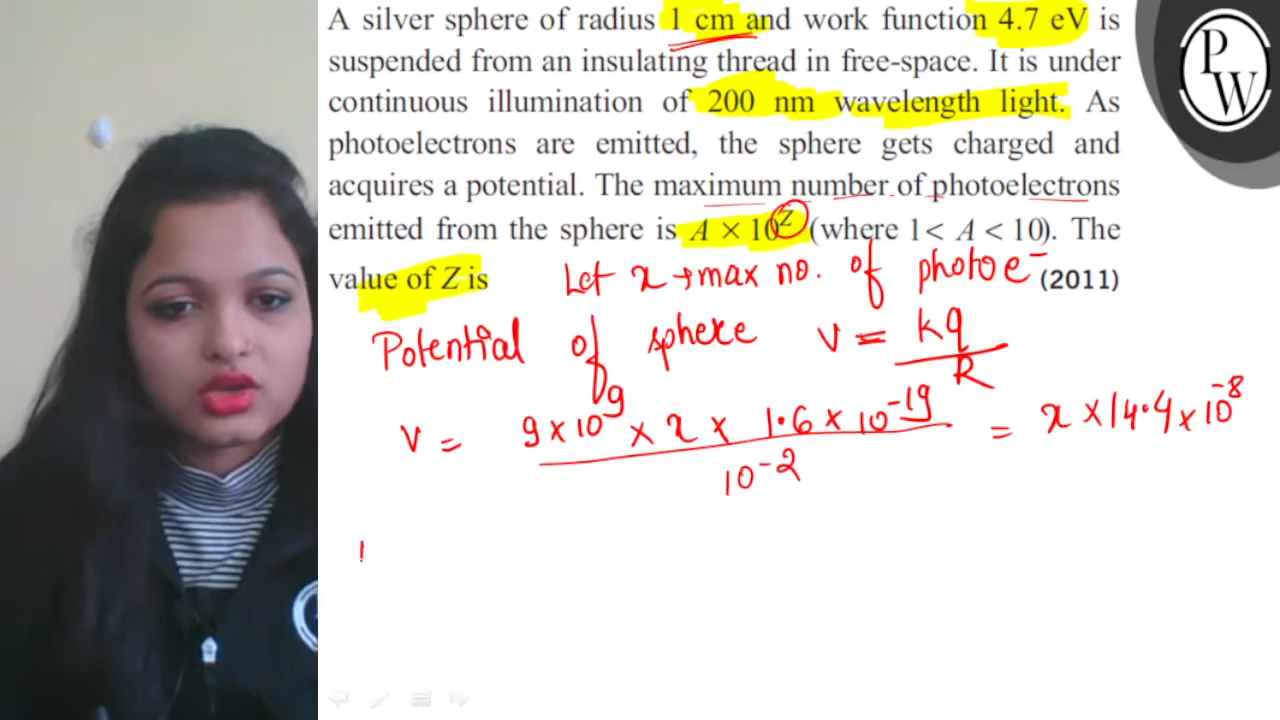 A silver sphere of radius 1 cm and work function 4.7 eV is
suspended from an insulating thread in free-space. It is under
continuous illumination of 200 nm wavelength light. As
photoelectrons are emitted, the sphere gets charged and
acquires a potential. The maximum number of photoelectrons
emitted from the sphere is A × 10^Z (where 1< A < 10). The
value of Z is (2011)
Let x → max no. of photo e⁻
Potential of sphere V = kq/R
V = 9×10⁹ × x × 1.6 × 10⁻¹⁹ / 10⁻² = x × 14.4 × 10⁻⁸
P
W